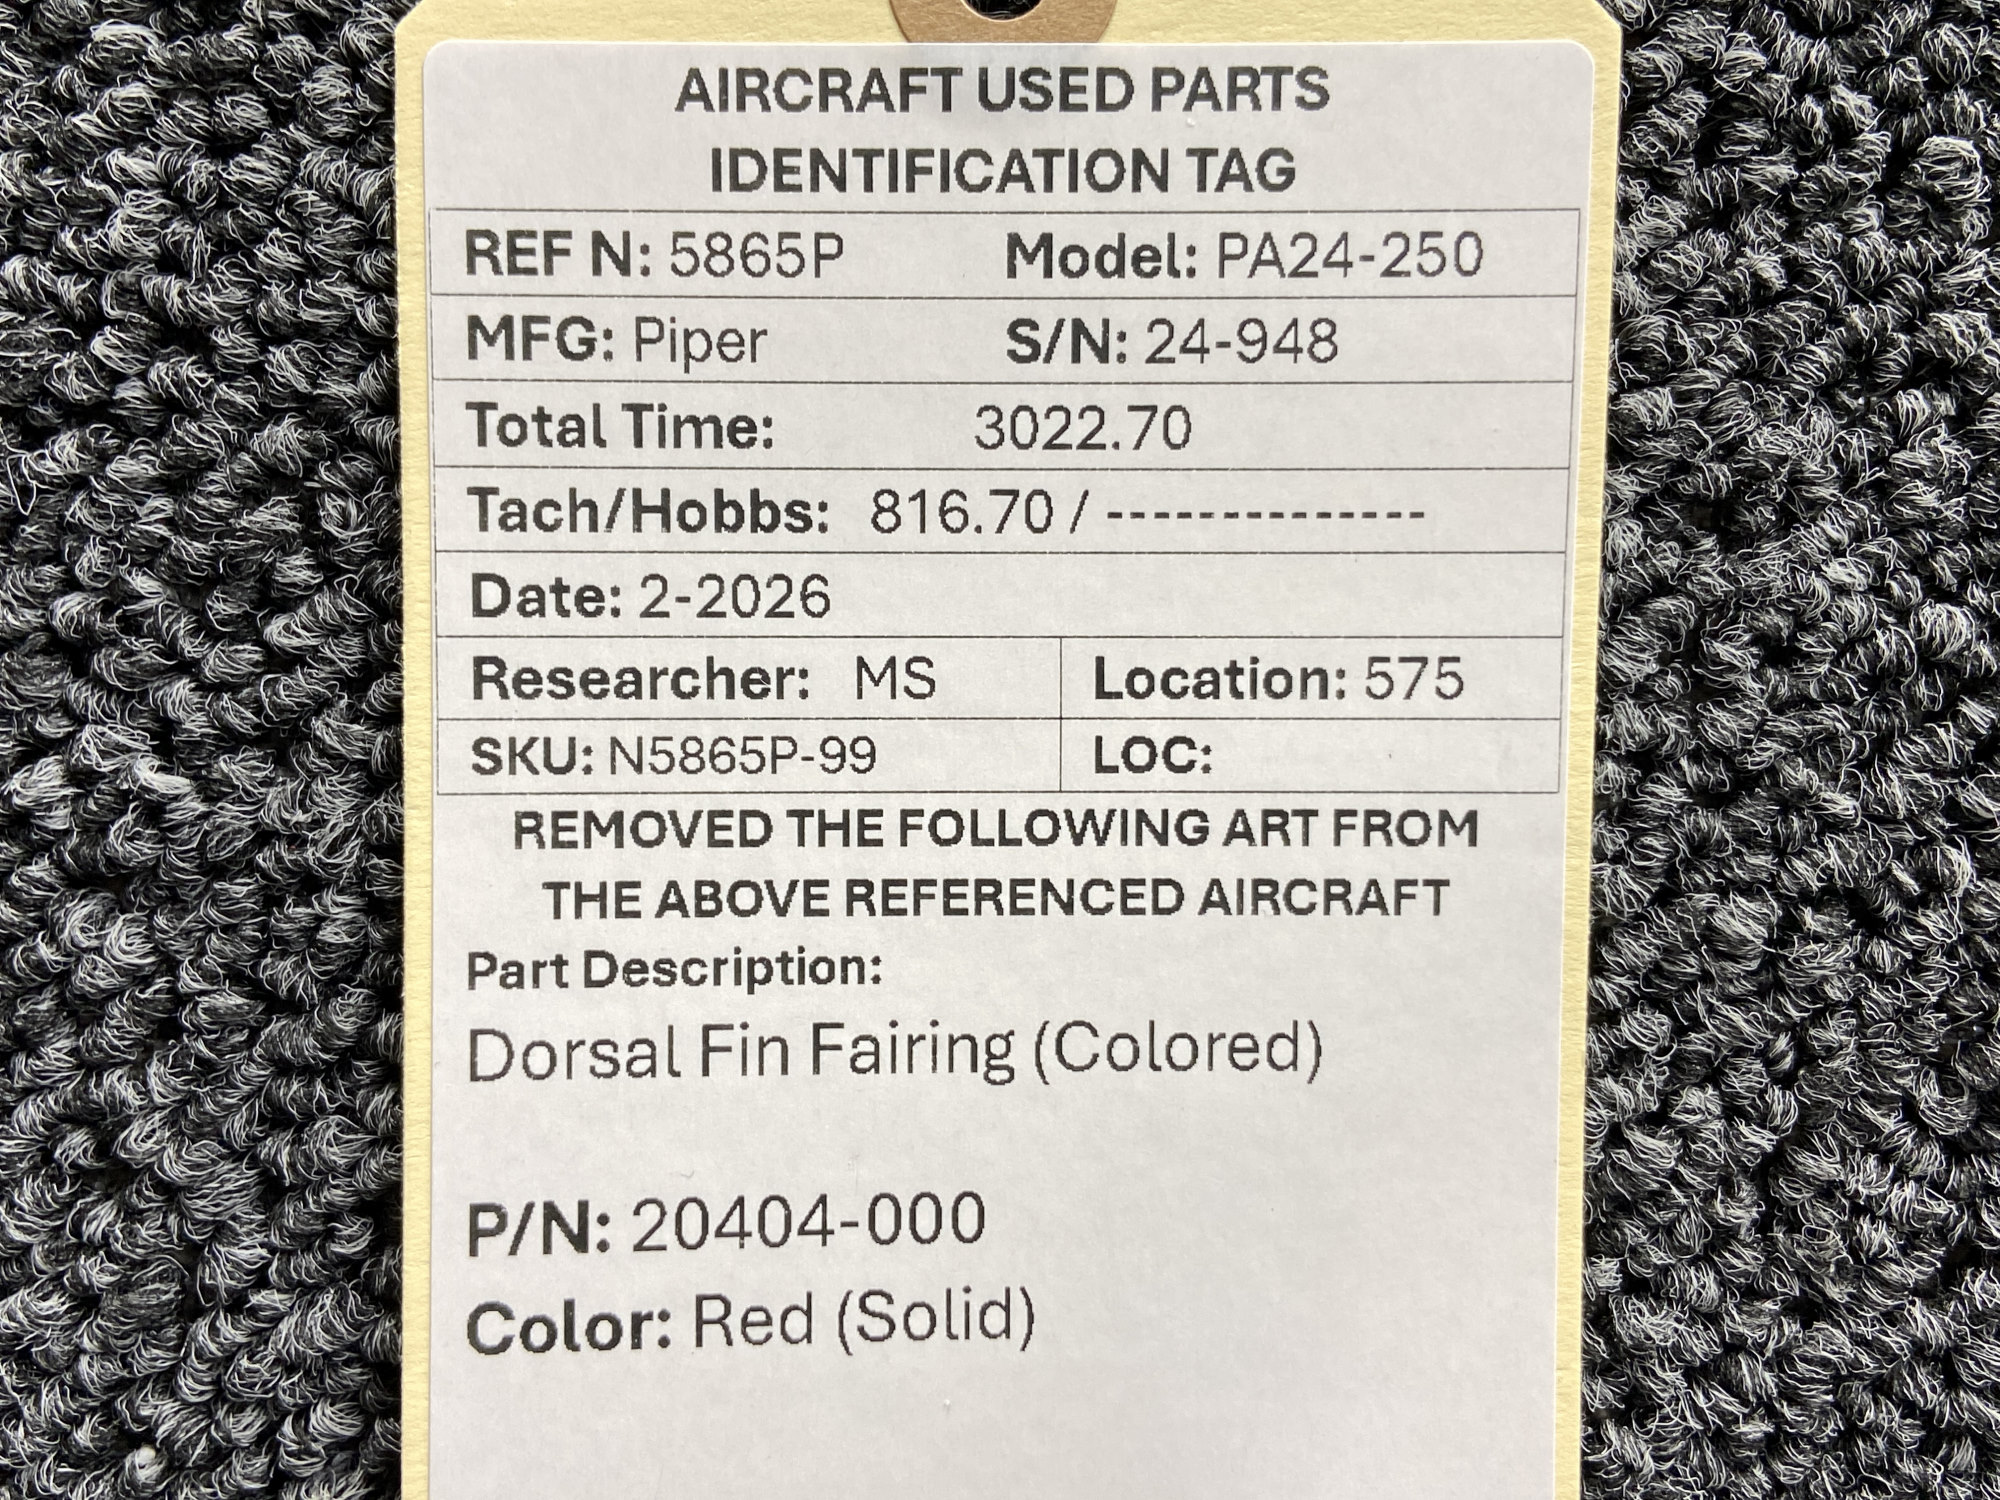 AIRCRAFT USED PARTS
IDENTIFICATION TAG
REF N: 5865P Model: PA24-250
MFG: Piper S/N: 24-948
Total Time: 3022.70
Tach/Hobbs: 816.70 / --------------
Date: 2-2026
Researcher: MS Location: 575
SKU: N5865P-99 LOC:
REMOVED THE FOLLOWING ART FROM
THE ABOVE REFERENCED AIRCRAFT
Part Description:
Dorsal Fin Fairing (Colored)
P/N: 20404-000
Color: Red (Solid)